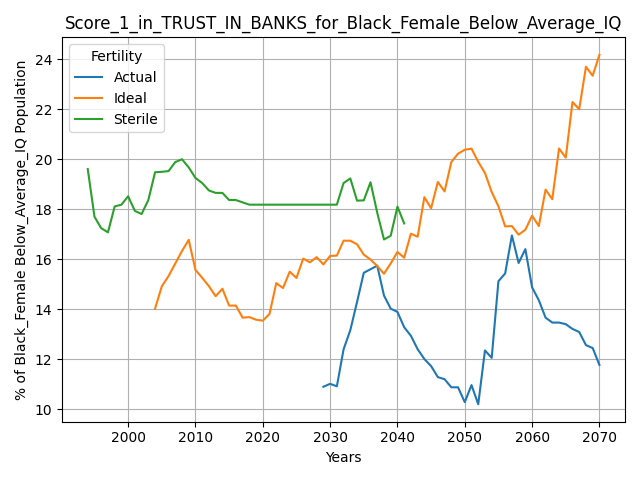 Score_1_in_TRUST_IN_BANKS_for_Black_Female_Below_Average_IQ
Fertility
Actual
Ideal
Sterile
% of Black_Female Below_Average_IQ Population
24
22
20
18
16
14
12
10
2000 2010 2020 2030 2040 2050 2060 2070
Years